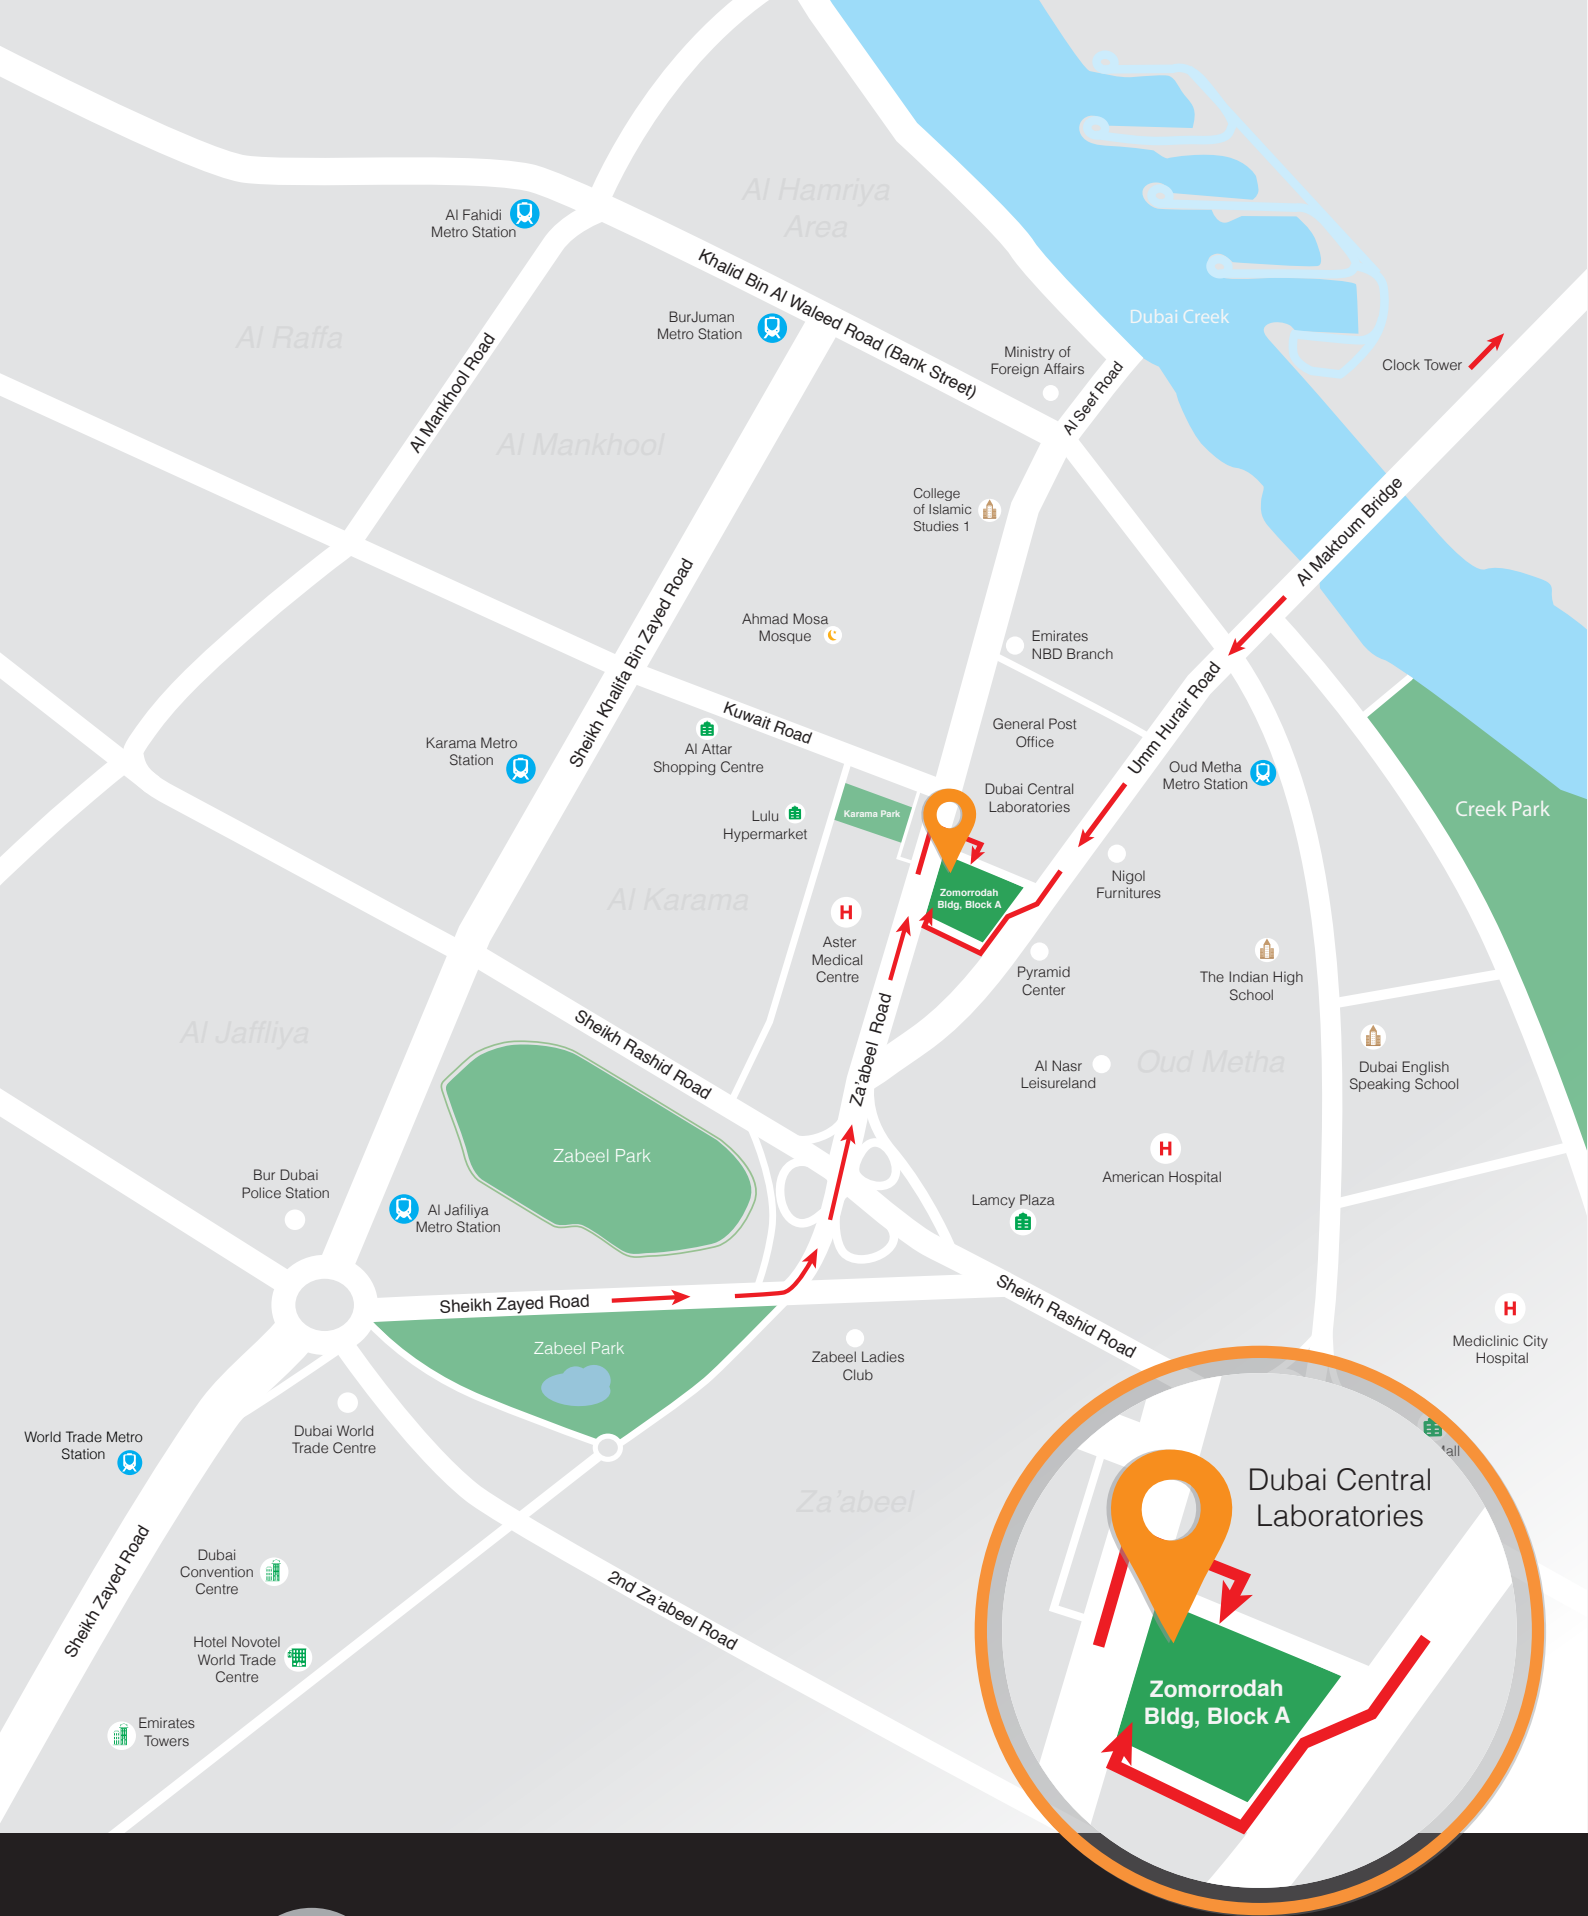 Al Hamriya
Area
Al Fahidi
Metro Station
Khalid Bin Al Waleed Road (Bank Street)
BurJuman
Metro Station
Dubai Creek
Al Raffa
Al Mankhool Road
Ministry of
Foreign Affairs
Al Seef Road
Clock Tower
Al Mankhool
College
of Islamic
Studies 1
Al Maktoum Bridge
Sheikh Khalifa Bin Zayed Road
Ahmad Mosa
Mosque
Emirates
NBD Branch
Umm Hurair Road
Kuwait Road
General Post
Office
Karama Metro
Station
Al Attar
Shopping Centre
Oud Metha
Metro Station
Dubai Central
Laboratories
Creek Park
Lulu
Hypermarket
Karama Park
Nigol
Furnitures
Al Karama
Zomorrodah
Bldg, Block A
Aster
Medical
Centre
Pyramid
Center
The Indian High
School
Al Jaffliya
Sheikh Rashid Road
Za'abeel Road
Al Nasr
Leisureland
Oud Metha
Dubai English
Speaking School
Zabeel Park
American Hospital
Bur Dubai
Police Station
Al Jafiliya
Metro Station
Lamcy Plaza
Sheikh Zayed Road
Sheikh Rashid Road
Zabeel Park
Zabeel Ladies
Club
Mediclinic City
Hospital
World Trade Metro
Station
Dubai World
Trade Centre
Za'abeel
Dubai Central
Laboratories
Sheikh Zayed Road
Dubai
Convention
Centre
2nd Za'abeel Road
Hotel Novotel
World Trade
Centre
Zomorrodah
Bldg, Block A
Emirates
Towers